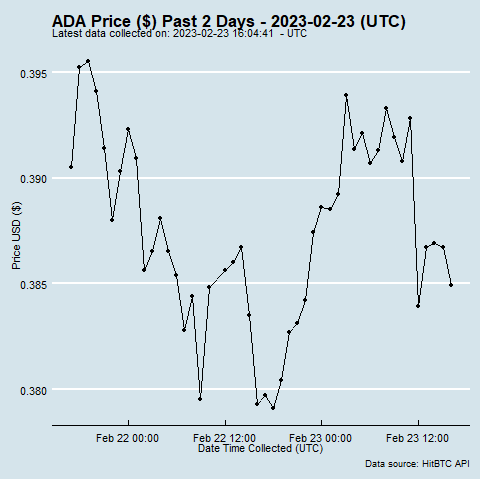 ADA Price ($) Past 2 Days - 2023-02-23 (UTC)
Latest data collected on: 2023-02-23 16:04:41 - UTC
0.395
0.390
0.385
0.380
Price USD ($)
Feb 22 00:00 Feb 22 12:00 Feb 23 00:00 Feb 23 12:00
Date Time Collected (UTC)
Data source: HitBTC API